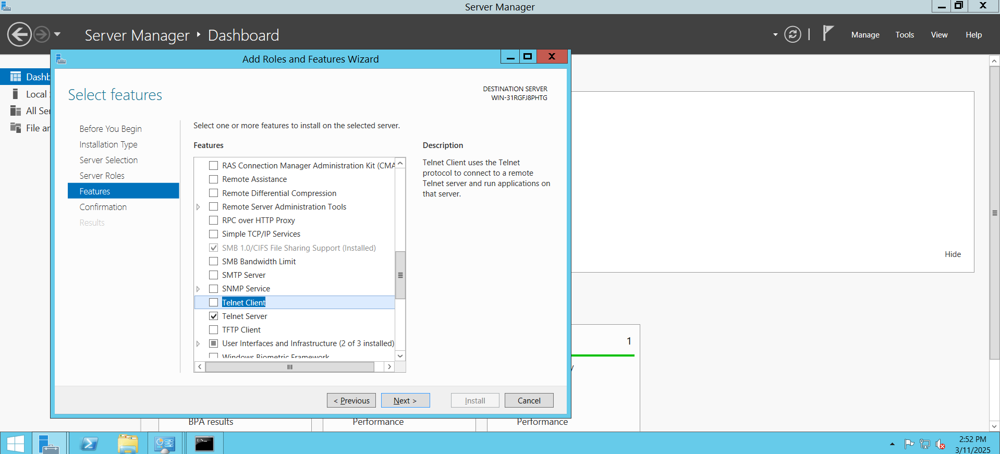 Server Manager
Server Manager ‣ Dashboard
Manage
Tools
View
Help
Add Roles and Features Wizard
Dashb
Local
All Ser
File ar
Select features
DESTINATION SERVER
WIN-31RGFJ8PHTG
Before You Begin
Installation Type
Server Selection
Server Roles
Features
Confirmation
Results
Select one or more features to install on the selected server.
Features
RAS Connection Manager Administration Kit (CMA
Remote Assistance
Remote Differential Compression
Remote Server Administration Tools
RPC over HTTP Proxy
Simple TCP/IP Services
SMB 1.0/CIFS File Sharing Support (Installed)
SMB Bandwidth Limit
SMTP Server
SNMP Service
Telnet Client
Telnet Server
TFTP Client
User Interfaces and Infrastructure (2 of 3 installed)
Windows Biometric Framework
Description
Telnet Client uses the Telnet
protocol to connect to a remote
Telnet server and run applications on
that server.
< Previous
Next >
Install
Cancel
Hide
1
BPA results
Performance
Performance
2:52 PM
3/11/2025